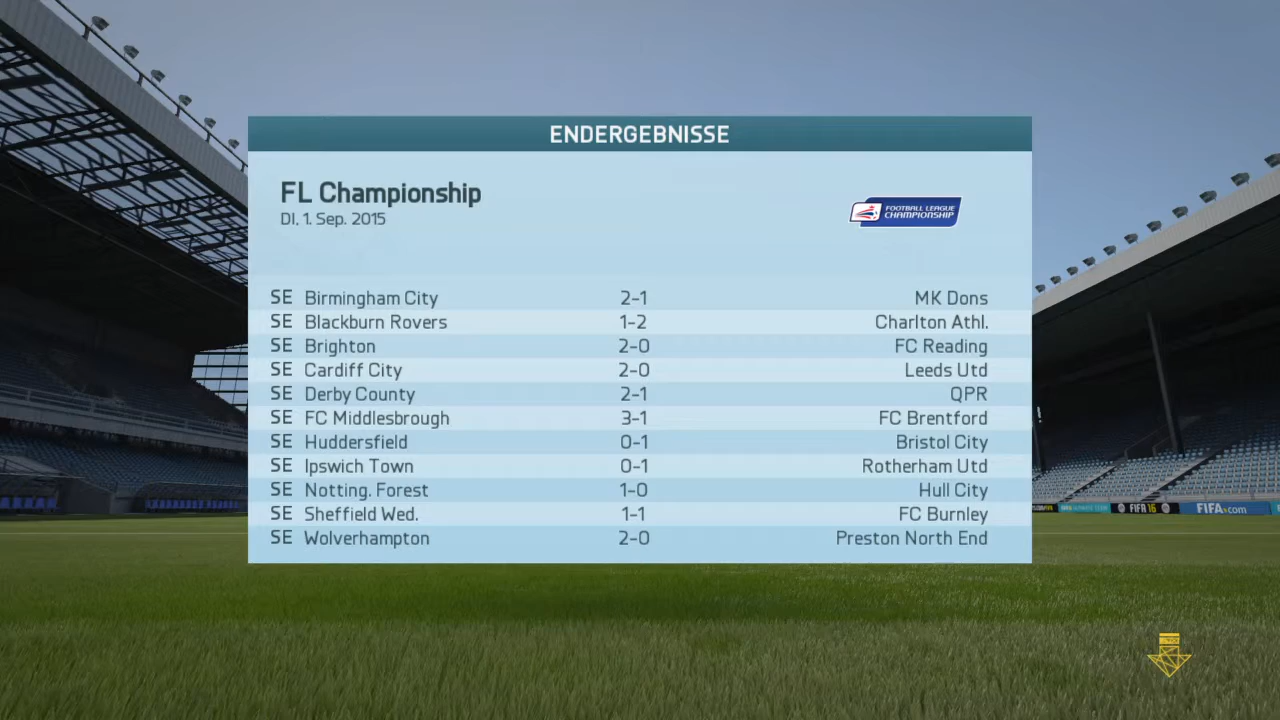 ENDERGEBNISSE
FL Championship
DI, 1. Sep. 2015
FOOTBALL LEAGUE
CHAMPIONSHIP
SE Birmingham City 2-1 MK Dons
SE Blackburn Rovers 1-2 Charlton Athl.
SE Brighton 2-0 FC Reading
SE Cardiff City 2-0 Leeds Utd
SE Derby County 2-1 QPR
SE FC Middlesbrough 3-1 FC Brentford
SE Huddersfield 0-1 Bristol City
SE Ipswich Town 0-1 Rotherham Utd
SE Notting. Forest 1-0 Hull City
SE Sheffield Wed. 1-1 FC Burnley
SE Wolverhampton 2-0 Preston North End
FIFA 16 FIFA.com